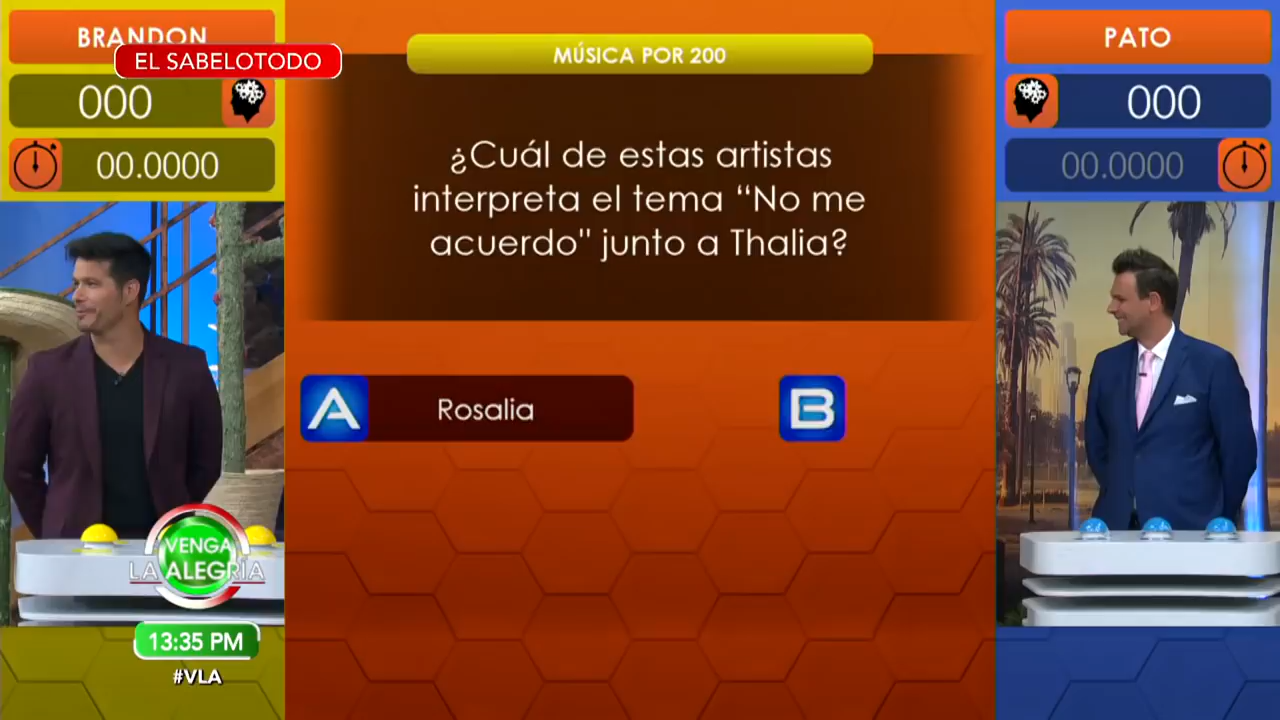 BRANDON
EL SABELOTODO
000
00.0000
MÚSICA POR 200
¿Cuál de estas artistas
interpreta el tema “No me
acuerdo" junto a Thalia?
A Rosalia
B
PATO
000
00.0000
VENGA
LA ALEGRÍA
13:35 PM
#VLA